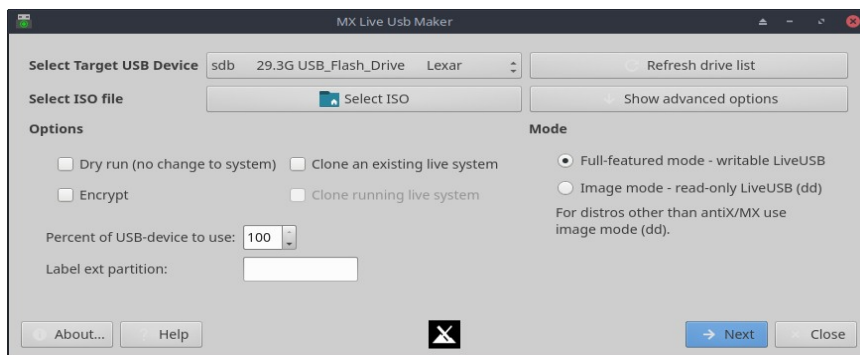 MX Live Usb Maker
Select Target USB Device sdb 29.3G USB_Flash_Drive Lexar Refresh drive list
Select ISO file Select ISO Show advanced options
Options Mode
Dry run (no change to system) Clone an existing live system Full-featured mode - writable LiveUSB
Encrypt Clone running live system Image mode - read-only LiveUSB (dd)
For distros other than antiX/MX use
image mode (dd).
Percent of USB-device to use: 100
Label ext partition:
About... Help Next Close